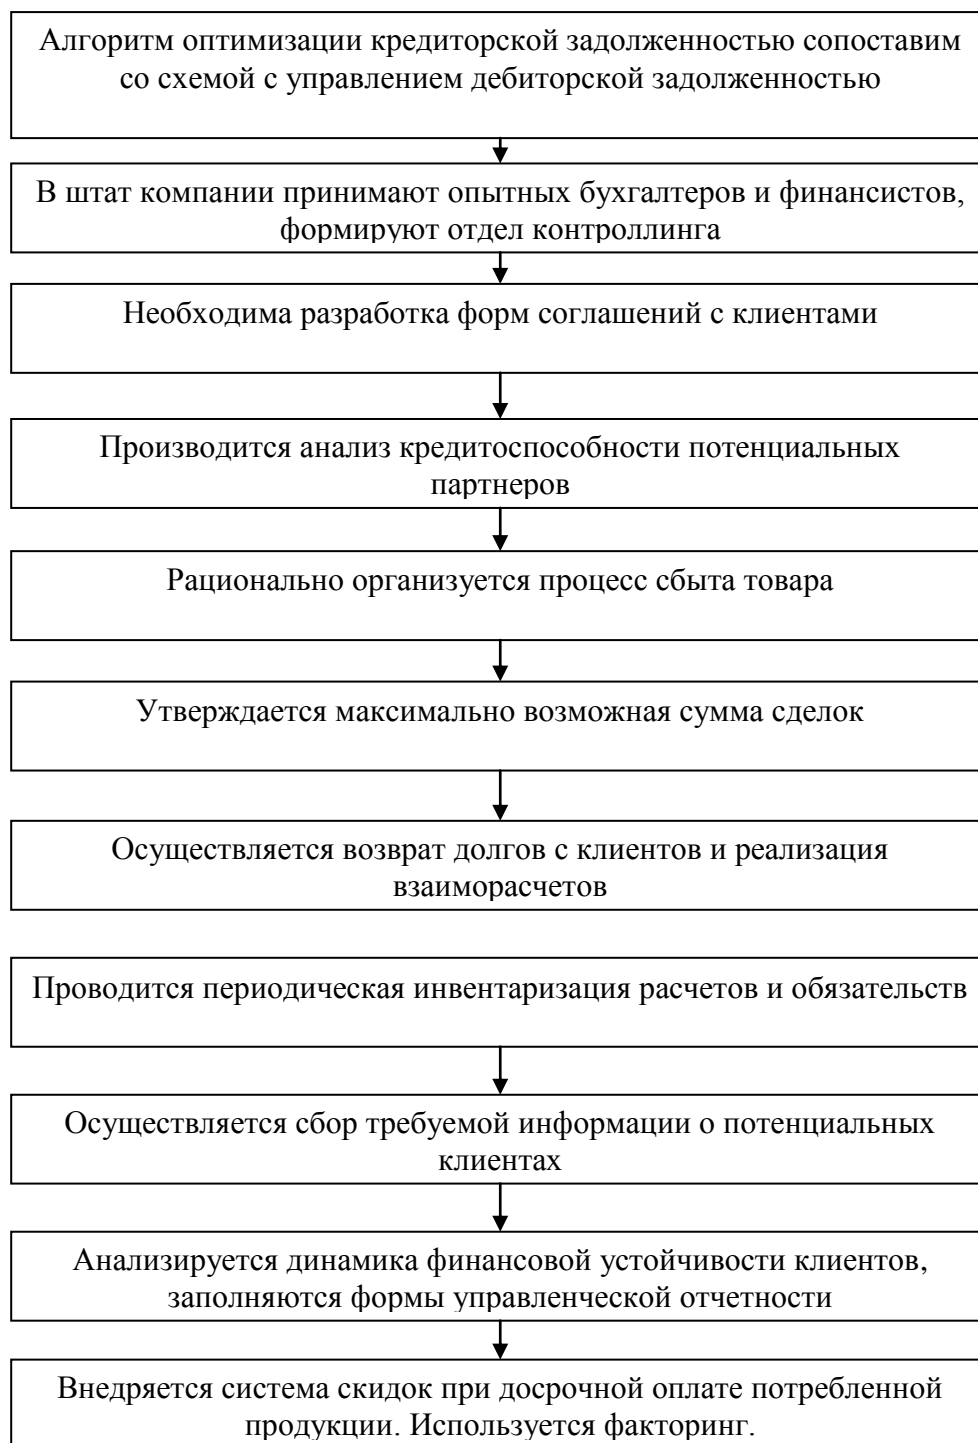 Алгоритм оптимизации кредиторской задолженностью сопоставим
со схемой с управлением дебиторской задолженностью
В штат компании принимают опытных бухгалтеров и финансистов,
формируют отдел контроллинга
Необходима разработка форм соглашений с клиентами
Производится анализ кредитоспособности потенциальных
партнеров
Рационально организуется процесс сбыта товара
Утверждается максимально возможная сумма сделок
Осуществляется возврат долгов с клиентов и реализация
взаиморасчетов
Проводится периодическая инвентаризация расчетов и обязательств
Осуществляется сбор требуемой информации о потенциальных
клиентах
Анализируется динамика финансовой устойчивости клиентов,
заполняются формы управленческой отчетности
Внедряется система скидок при досрочной оплате потребленной
продукции. Используется факторинг.